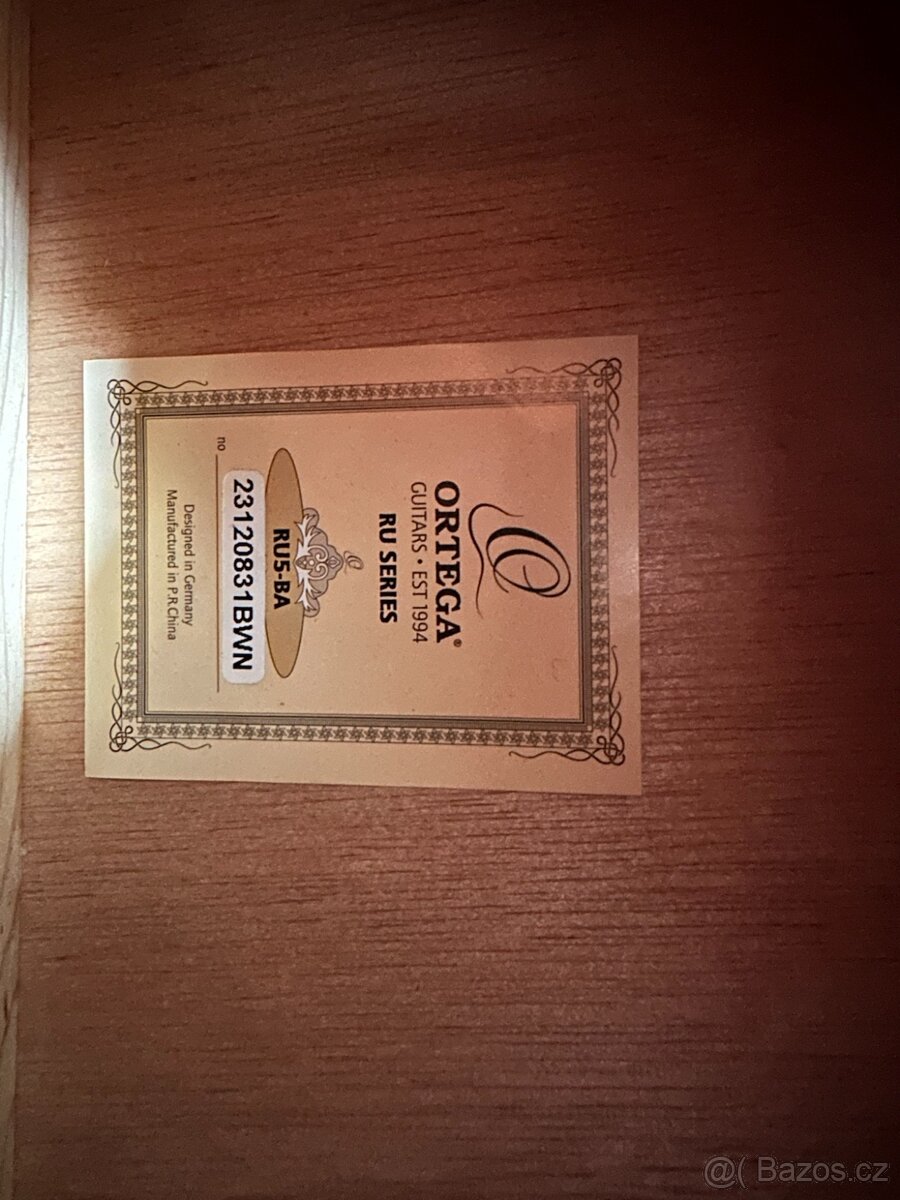 O
ORTEGA®
GUITARS • EST 1994
RU SERIES
RU5-BA
no 23120831BWN
Designed in Germany
Manufactured in P.R.China
@( Bazos.cz